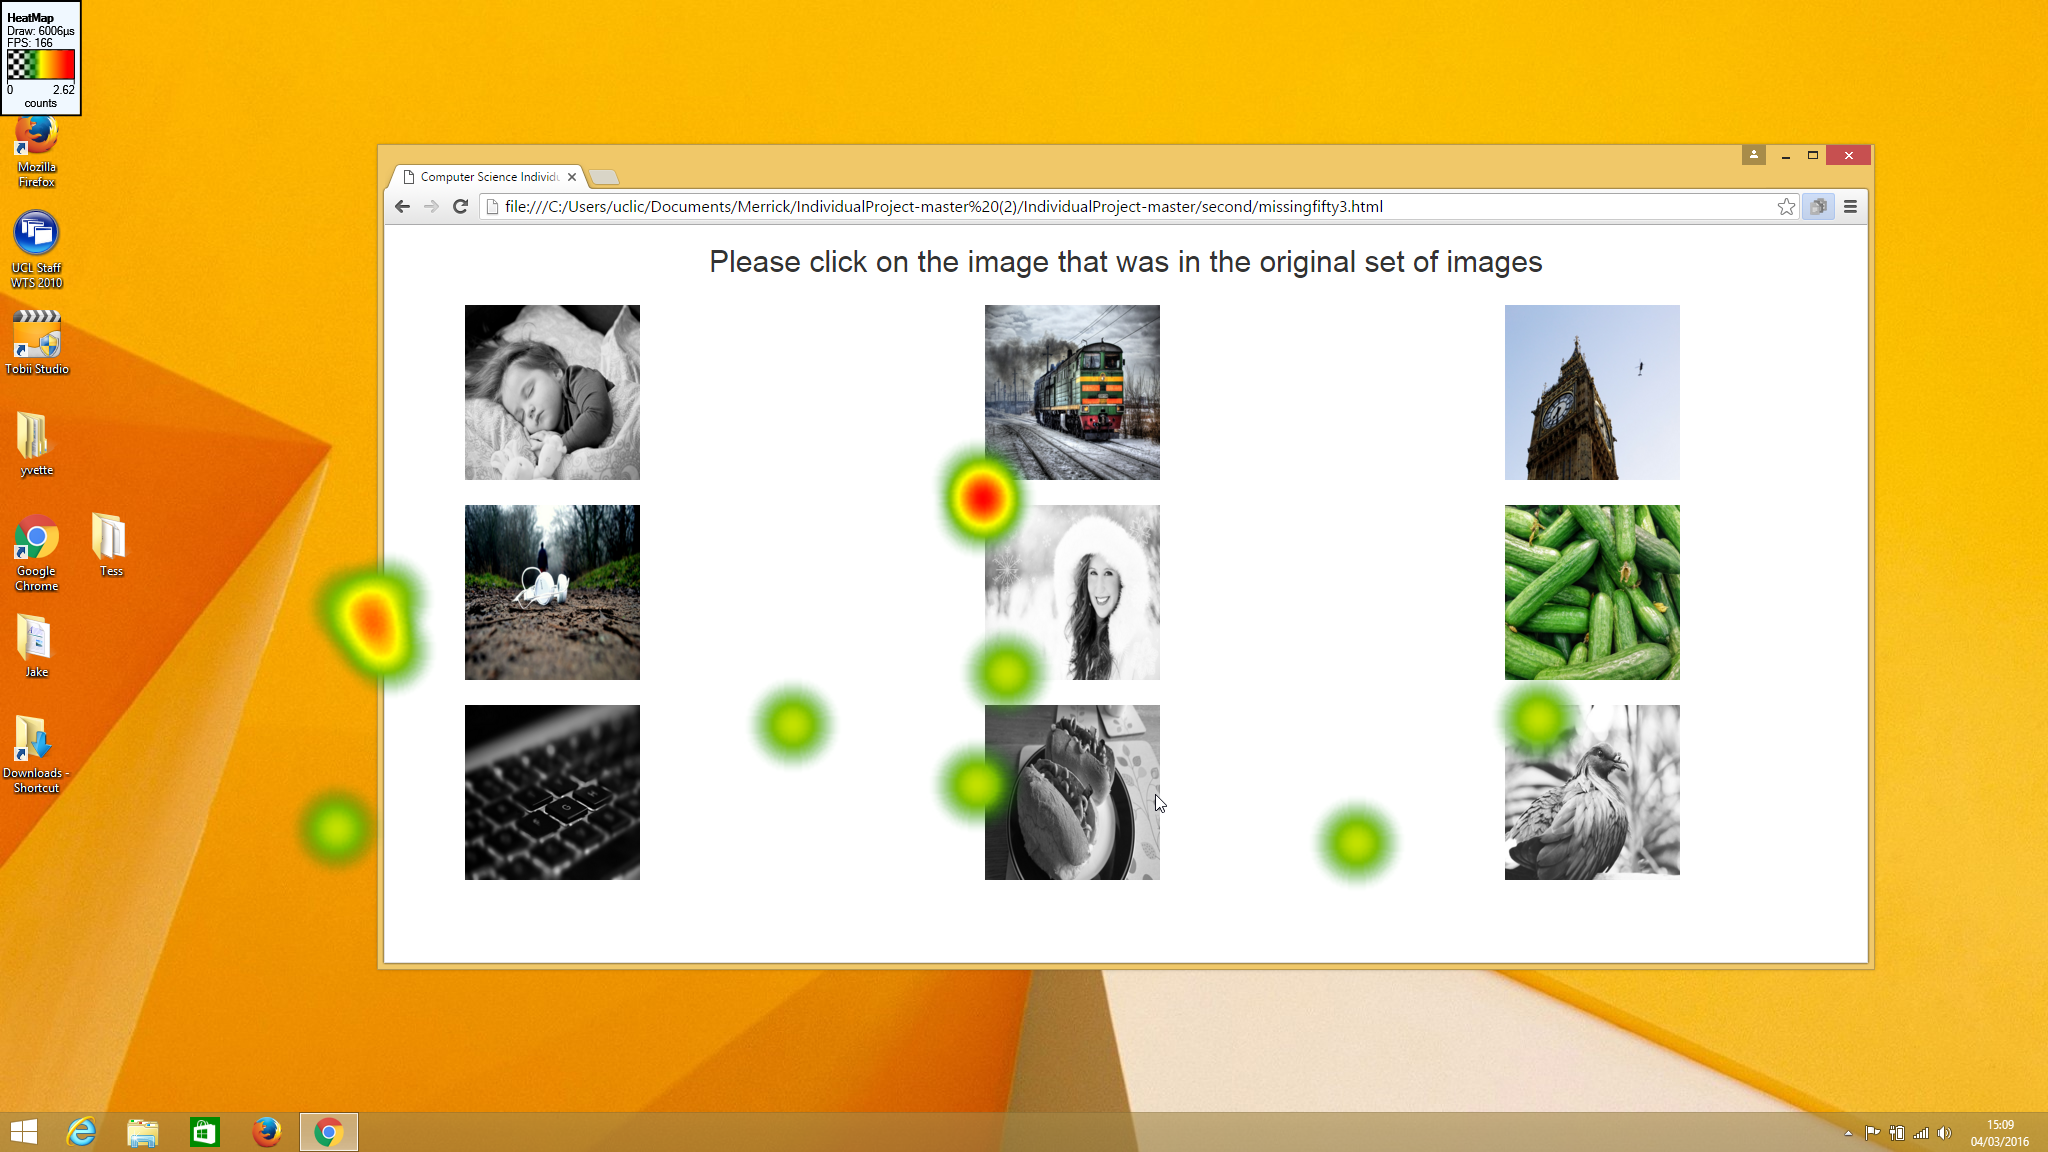 HeatMap
Draw: 6006µs
FPS: 166
0 2.62
counts
Mozilla
Firefox
UCL Staff
WTS 2010
Tobii Studio
yvette
Google
Chrome
Tess
Jake
Downloads -
Shortcut
Computer Science Individu
file:///C:/Users/uclic/Documents/Merrick/IndividualProject-master%20(2)/IndividualProject-master/second/missingfifty3.html
Please click on the image that was in the original set of images
G H
15:09
04/03/2016